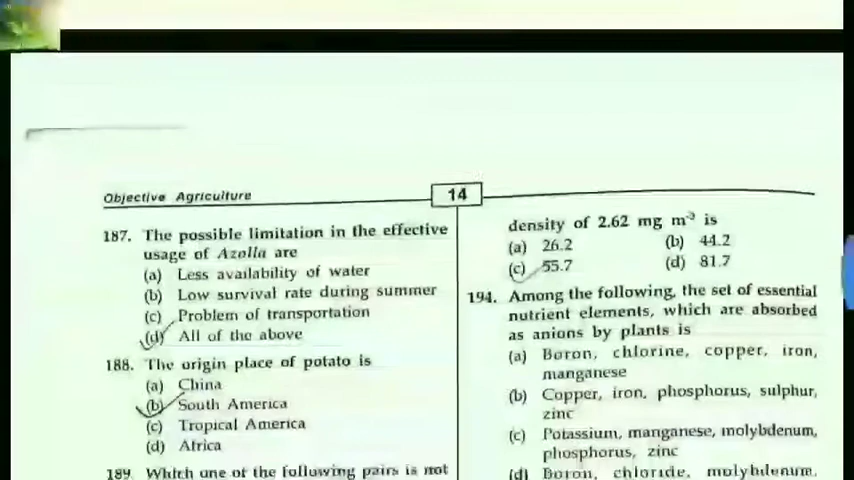 Objective Agriculture
14
187. The possible limitation in the effective
usage of Azolla are
(a) Less availability of water
(b) Low survival rate during summer
(c) Problem of transportation
(d) All of the above
188. The origin place of potato is
(a) China
(b) South America
(c) Tropical America
(d) Africa
189. Which one of the following pairs is not
density of 2.62 mg m⁻³ is
(a) 26.2 (b) 44.2
(c) 55.7 (d) 81.7
194. Among the following, the set of essential
nutrient elements, which are absorbed
as anions by plants is
(a) Boron, chlorine, copper, iron,
manganese
(b) Copper, iron, phosphorus, sulphur,
zinc
(c) Potassium, manganese, molybdenum,
phosphorus, zinc
(d) Boron, chloride, molybdenum,